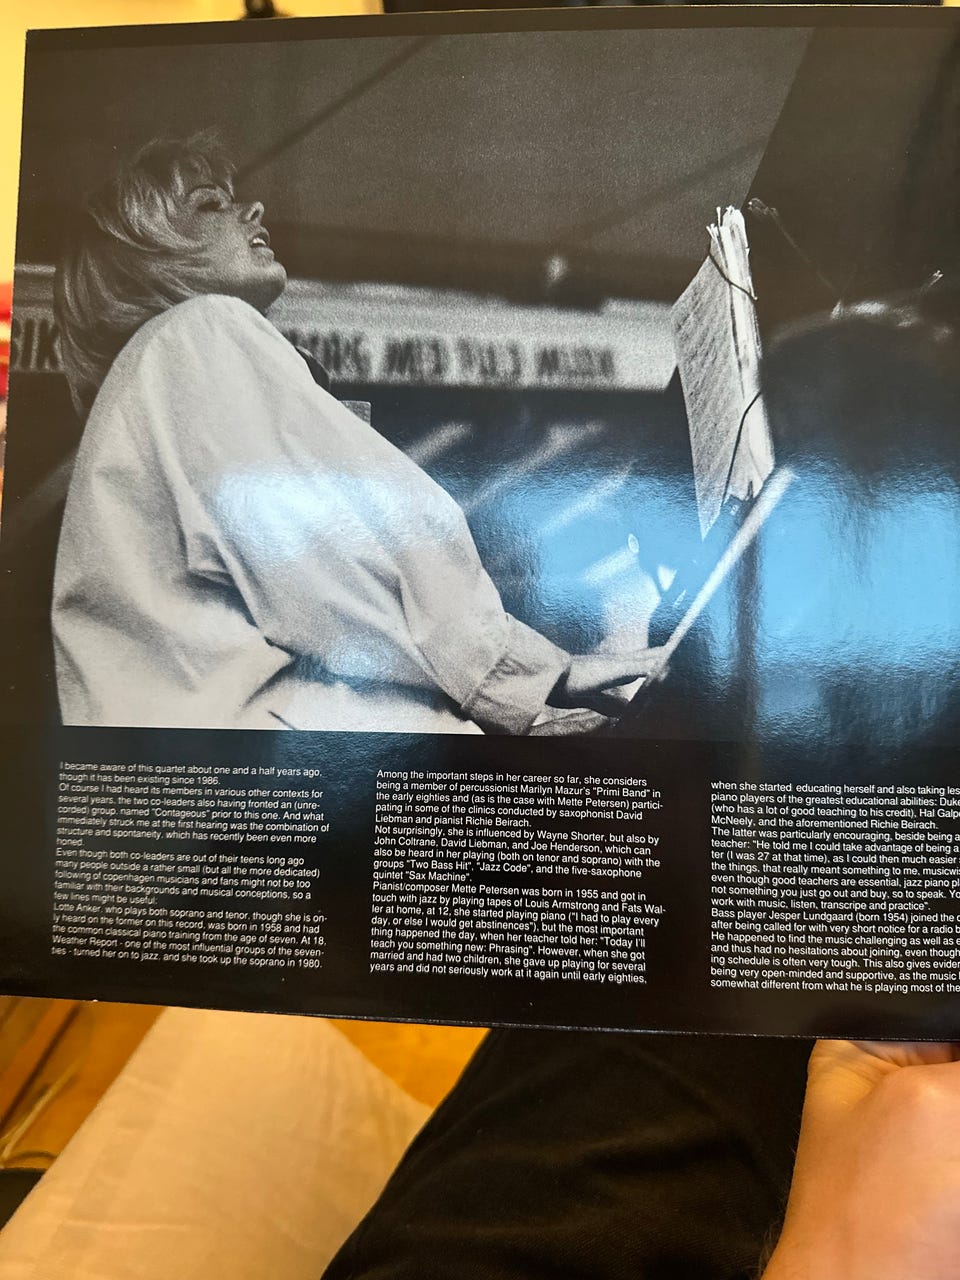 MED PULS MUSIK
I became aware of this quartet about one and a half years ago,
though it has been existing since 1986.
Of course I had heard its members in various other contexts for
several years, the two co-leaders also having fronted an (unre-
corded) group, named "Contageous" prior to this one. And what
immediately struck me at the first hearing was the combination of
structure and spontaneity, which has recently been even more
honed.
Even though both co-leaders are out of their teens long ago
many people outside a rather small (but all the more dedicated)
following of copenhagen musicians and fans might not be too
familiar with their backgrounds and musical conceptions, so a
few lines might be useful:
Lotte Anker, who plays both soprano and tenor, though she is on-
ly heard on the former on this record, was born in 1958 and had
the common classical piano training from the age of seven. At 18,
Weather Report - one of the most influential groups of the seven-
ties - turned her on to jazz, and she took up the soprano in 1980.
Among the important steps in her career so far, she considers
being a member of percussionist Marilyn Mazur's "Primi Band" in
the early eighties and (as is the case with Mette Petersen) partici-
pating in some of the clinics conducted by saxophonist David
Liebman and pianist Richie Beirach.
Not surprisingly, she is influenced by Wayne Shorter, but also by
John Coltrane, David Liebman, and Joe Henderson, which can
also be heard in her playing (both on tenor and soprano) with the
groups "Two Bass Hit", "Jazz Code", and the five-saxophone
quintet "Sax Machine".
Pianist/composer Mette Petersen was born in 1955 and got in
touch with jazz by playing tapes of Louis Armstrong and Fats Wal-
ler at home, at 12, she started playing piano ("I had to play every
day, or else I would get abstinences"), but the most important
thing happened the day, when her teacher told her: "Today I'll
teach you something new: Phrasing". However, when she got
married and had two children, she gave up playing for several
years and did not seriously work at it again until early eighties,
when she started educating herself and also taking les
piano players of the greatest educational abilities: Duke
(who has a lot of good teaching to his credit), Hal Galpe
McNeely, and the aforementioned Richie Beirach.
The latter was particularly encouraging, beside being a
teacher: "He told me I could take advantage of being a
ter (I was 27 at that time), as I could then much easier
the things, that really meant something to me, musicwis
even though good teachers are essential, jazz piano pl
not something you just go out and buy, so to speak. Yo
work with music, listen, transcripe and practice".
Bass player Jesper Lundgaard (born 1954) joined the
after being called for with very short notice for a radio b
He happened to find the music challenging as well as
and thus had no hesitations about joining, even though
ing schedule is often very tough. This also gives eviden
being very open-minded and supportive, as the music
somewhat different from what he is playing most of the